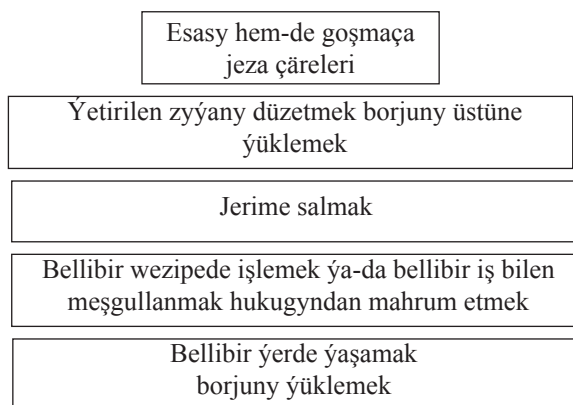 Esasy hem-de goşmaça
jeza çäreleri
Ýetirilen zyýany düzetmek borjuny üstüne
ýüklemek
Jerime salmak
Bellibir wezipede işlemek ýa-da bellibir iş bilen
meşgullanmak hukugyndan mahrum etmek
Bellibir ýerde ýaşamak
borjuny ýüklemek